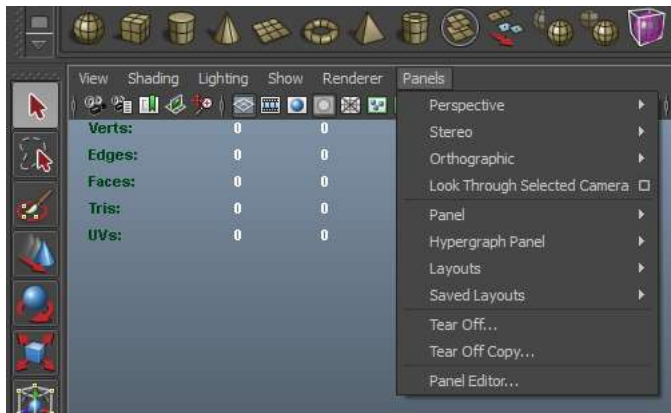 View Shading Lighting Show Renderer Panels
Verts: 0 0
Edges: 0 0
Faces: 0 0
Tris: 0 0
UVs: 0 0
Perspective
Stereo
Orthographic
Look Through Selected Camera
Panel
Hypergraph Panel
Layouts
Saved Layouts
Tear Off...
Tear Off Copy...
Panel Editor...